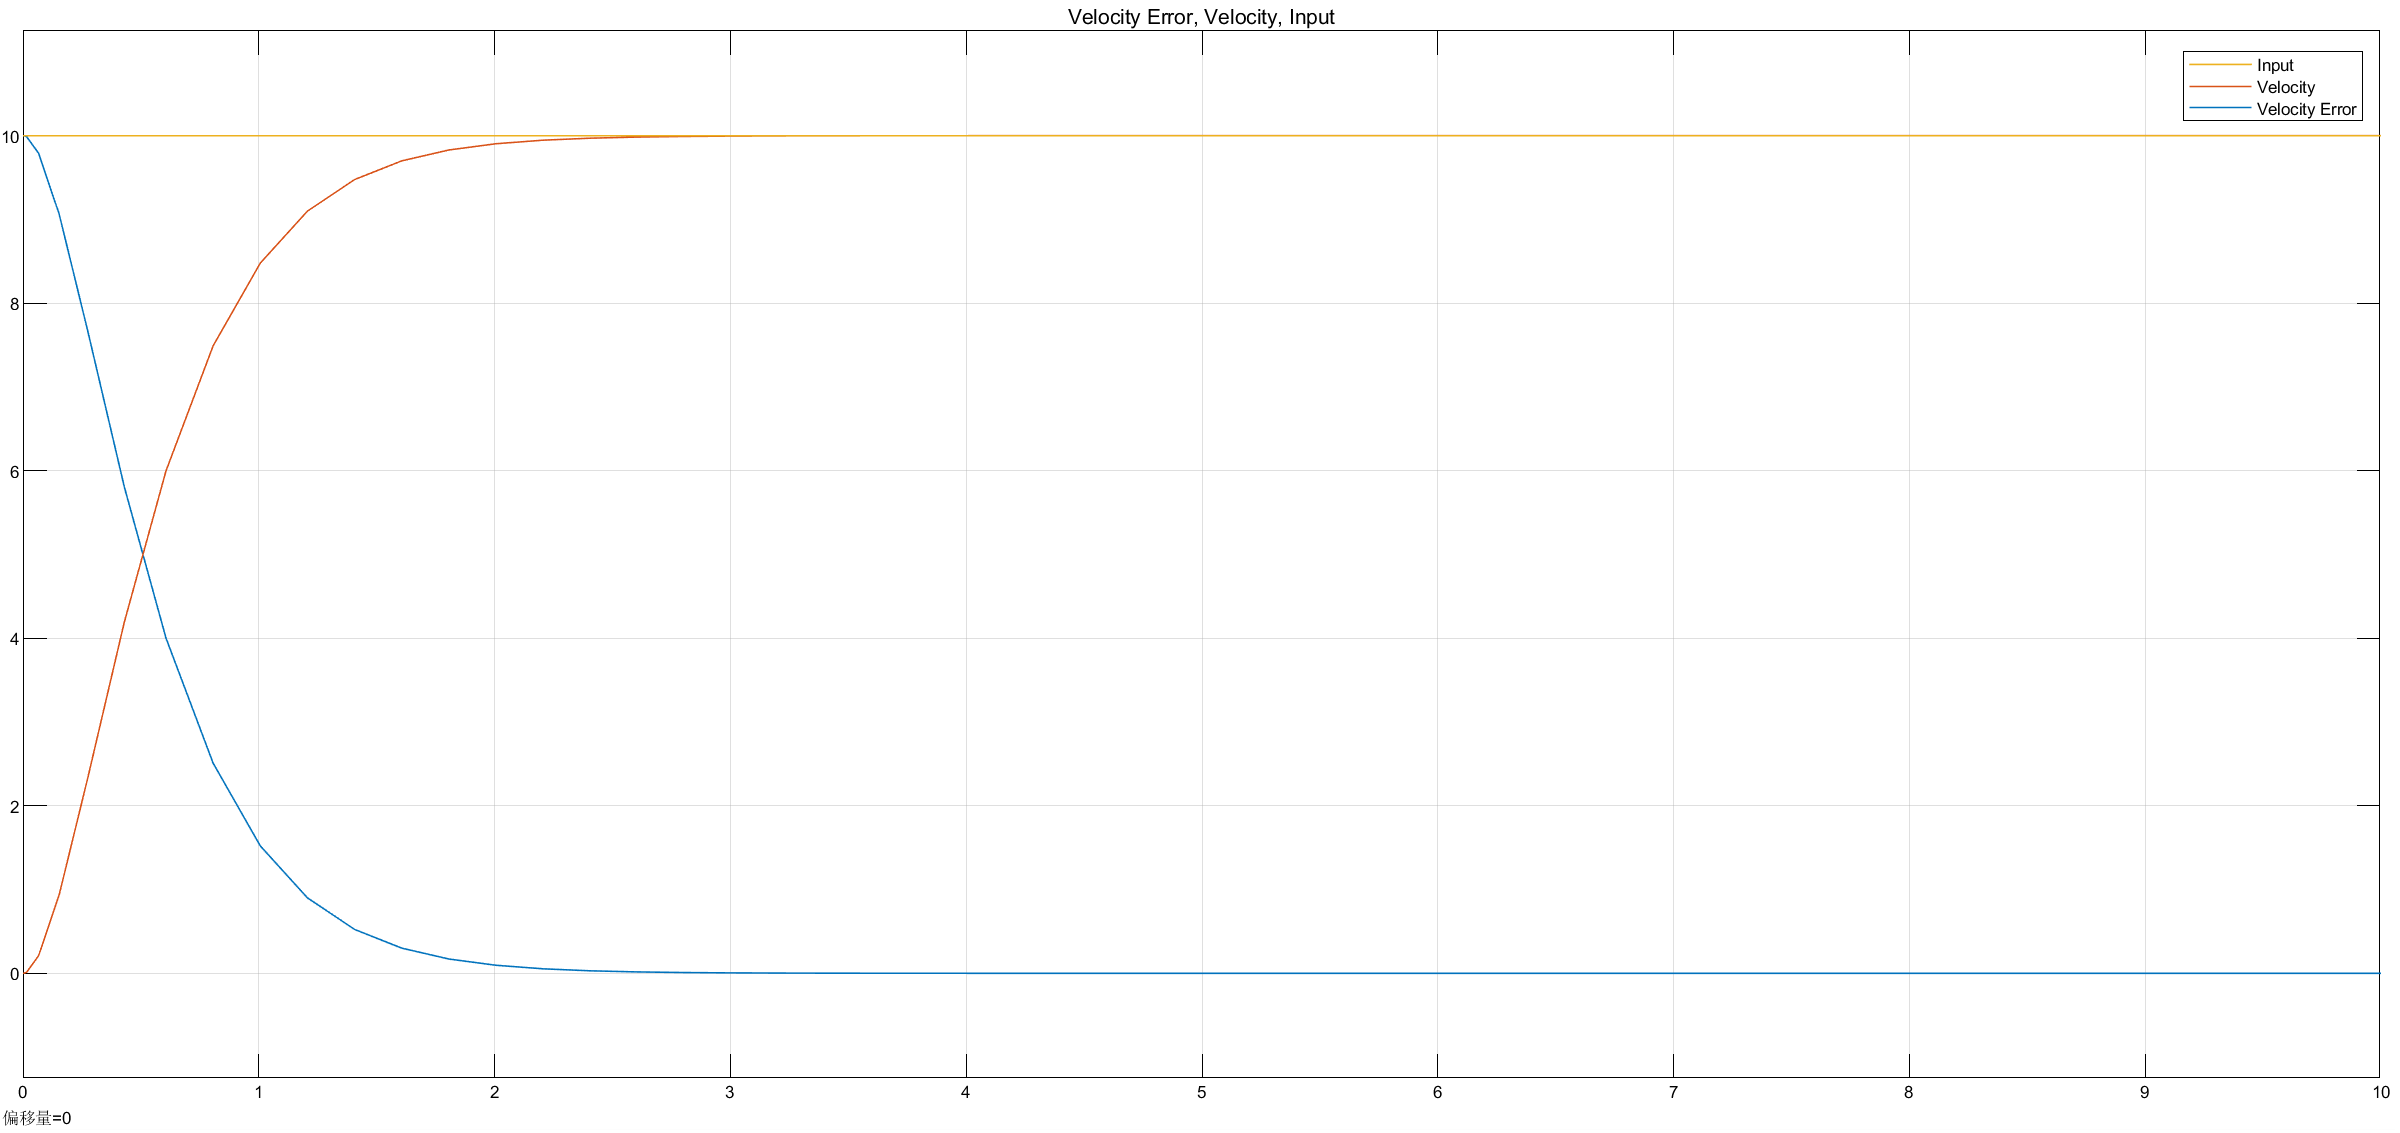 Velocity Error, Velocity, Input
Input
Velocity
Velocity Error
10
8
6
4
2
0
0 1 2 3 4 5 6 7 8 9 10
偏移量=0